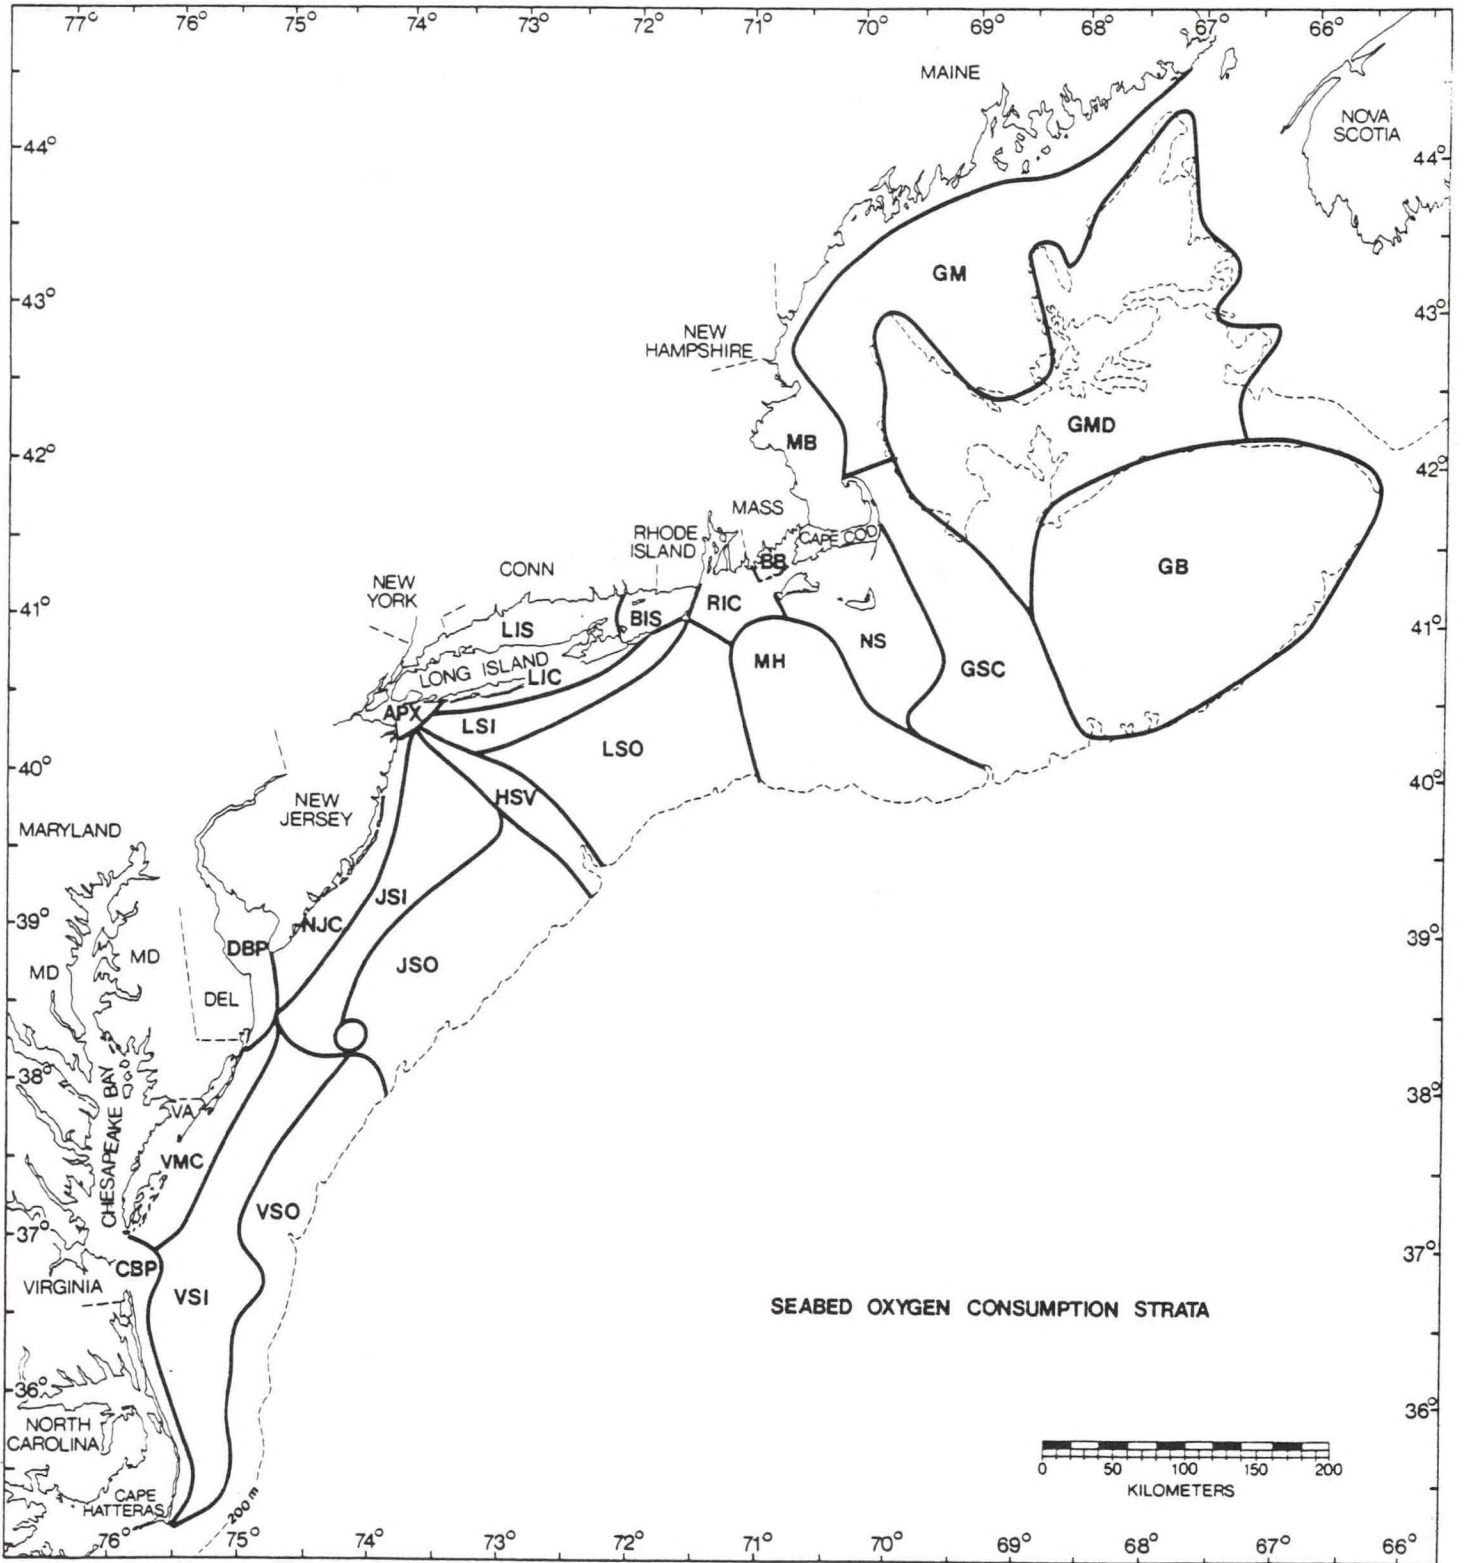 77° 76° 75° 74° 73° 72° 71° 70° 69° 68° 67° 66°
MAINE
NOVA
SCOTIA
44° 44°
GM
43° 43°
NEW
HAMPSHIRE
GMD
MB
42° 42°
MASS
RHODE
ISLAND
CAPE COD
BB
GB
CONN
NEW
YORK
41° 41°
RIC
BIS
LIS
NS
MH
GSC
LONG ISLAND
LIC
APX
LSI
LSO
40° 40°
HSV
NEW
JERSEY
MARYLAND
JSI
NJC
39° 39°
DBP
MD
MD
JSO
DEL
38° 38°
CHESAPEAKE BAY
VA
VMC
VSO
37° 37°
CBP
VIRGINIA
VSI
SEABED OXYGEN CONSUMPTION STRATA
36° 36°
NORTH
CAROLINA
0 50 100 150 200
KILOMETERS
CAPE
HATTERAS
200 m
76° 75° 74° 73° 72° 71° 70° 69° 68° 67° 66°